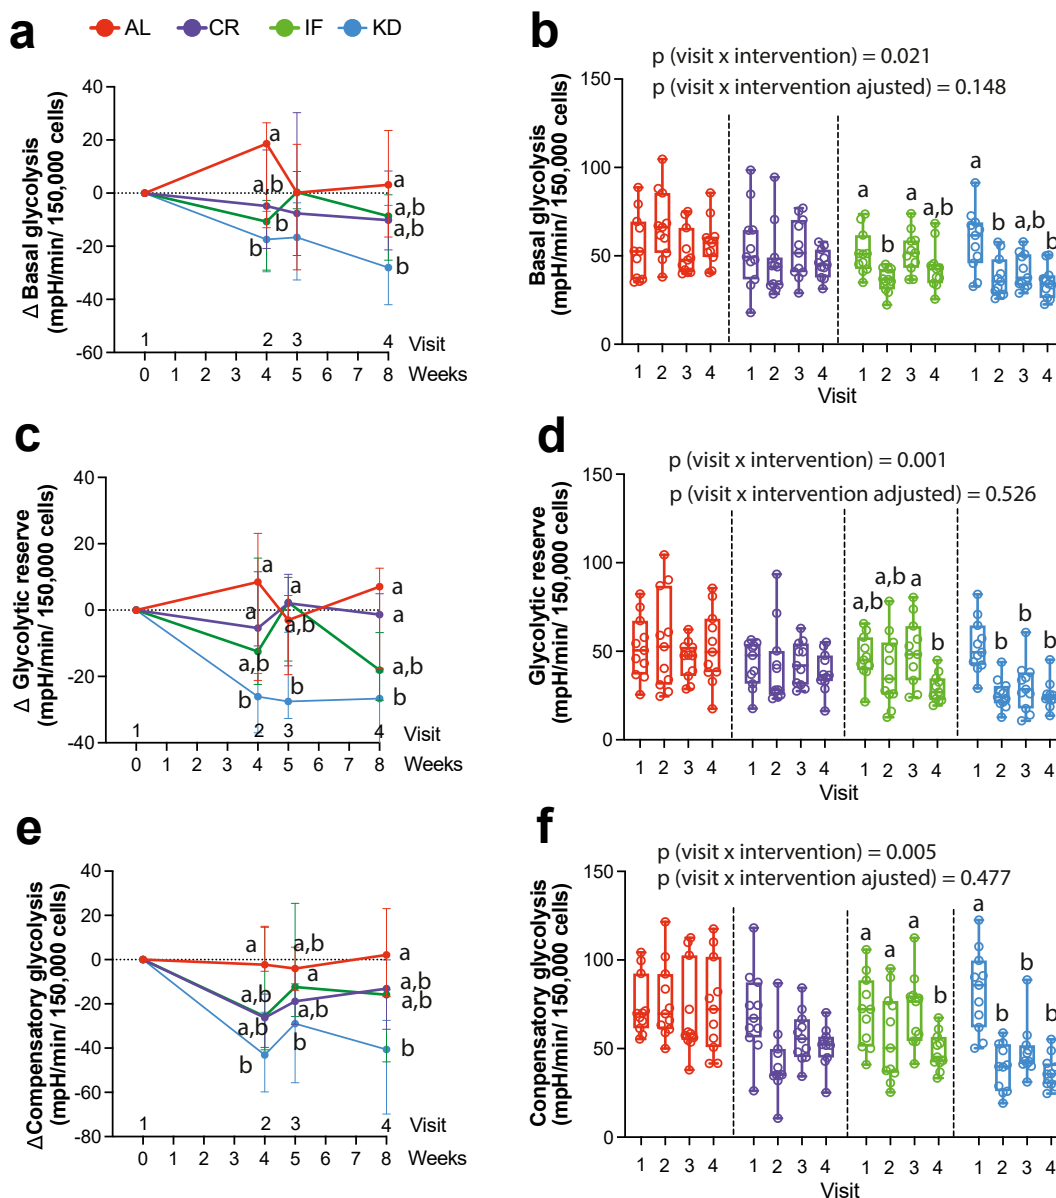 a
AL CR IF KD
Δ Basal glycolysis
(mpH/min/ 150,000 cells)
40
20
0
-20
-40
-60
a
a,b
b
b
a
a,b
a,b
b
1 2 3 4 Visit
0 1 2 3 4 5 6 7 8 Weeks
b
p (visit x intervention) = 0.021
p (visit x intervention ajusted) = 0.148
Basal glycolysis
(mpH/min/ 150,000 cells)
150
100
50
0
a
b
a
a,b
a
b
a,b
b
1 2 3 4 1 2 3 4 1 2 3 4 1 2 3 4
Visit
c
Δ Glycolytic reserve
(mpH/min/ 150,000 cells)
40
20
0
-20
-40
a
a,b
b
a
a,b
b
a
a
a,b
b
1 2 3 4 Visit
0 1 2 3 4 5 6 7 8 Weeks
d
p (visit x intervention) = 0.001
p (visit x intervention adjusted) = 0.526
Glycolytic reserve
(mpH/min/ 150,000 cells)
150
100
50
0
a,b
a,b
a
b
a
b
b
b
1 2 3 4 1 2 3 4 1 2 3 4 1 2 3 4
Visit
e
ΔCompensatory glycolysis
(mpH/min/ 150,000 cells)
40
20
0
-20
-40
-60
-80
a
a,b
a,b
b
a,b
a
a,b
b
a
a,b
a,b
b
1 2 3 4 Visit
0 1 2 3 4 5 6 7 8 Weeks
f
p (visit x intervention) = 0.005
p (visit x intervention ajusted) = 0.477
Conpensatory glycolysis
(mpH/min/ 150,000 cells)
150
100
50
0
a
a
a
b
a
b
b
b
1 2 3 4 1 2 3 4 1 2 3 4 1 2 3 4
Visit